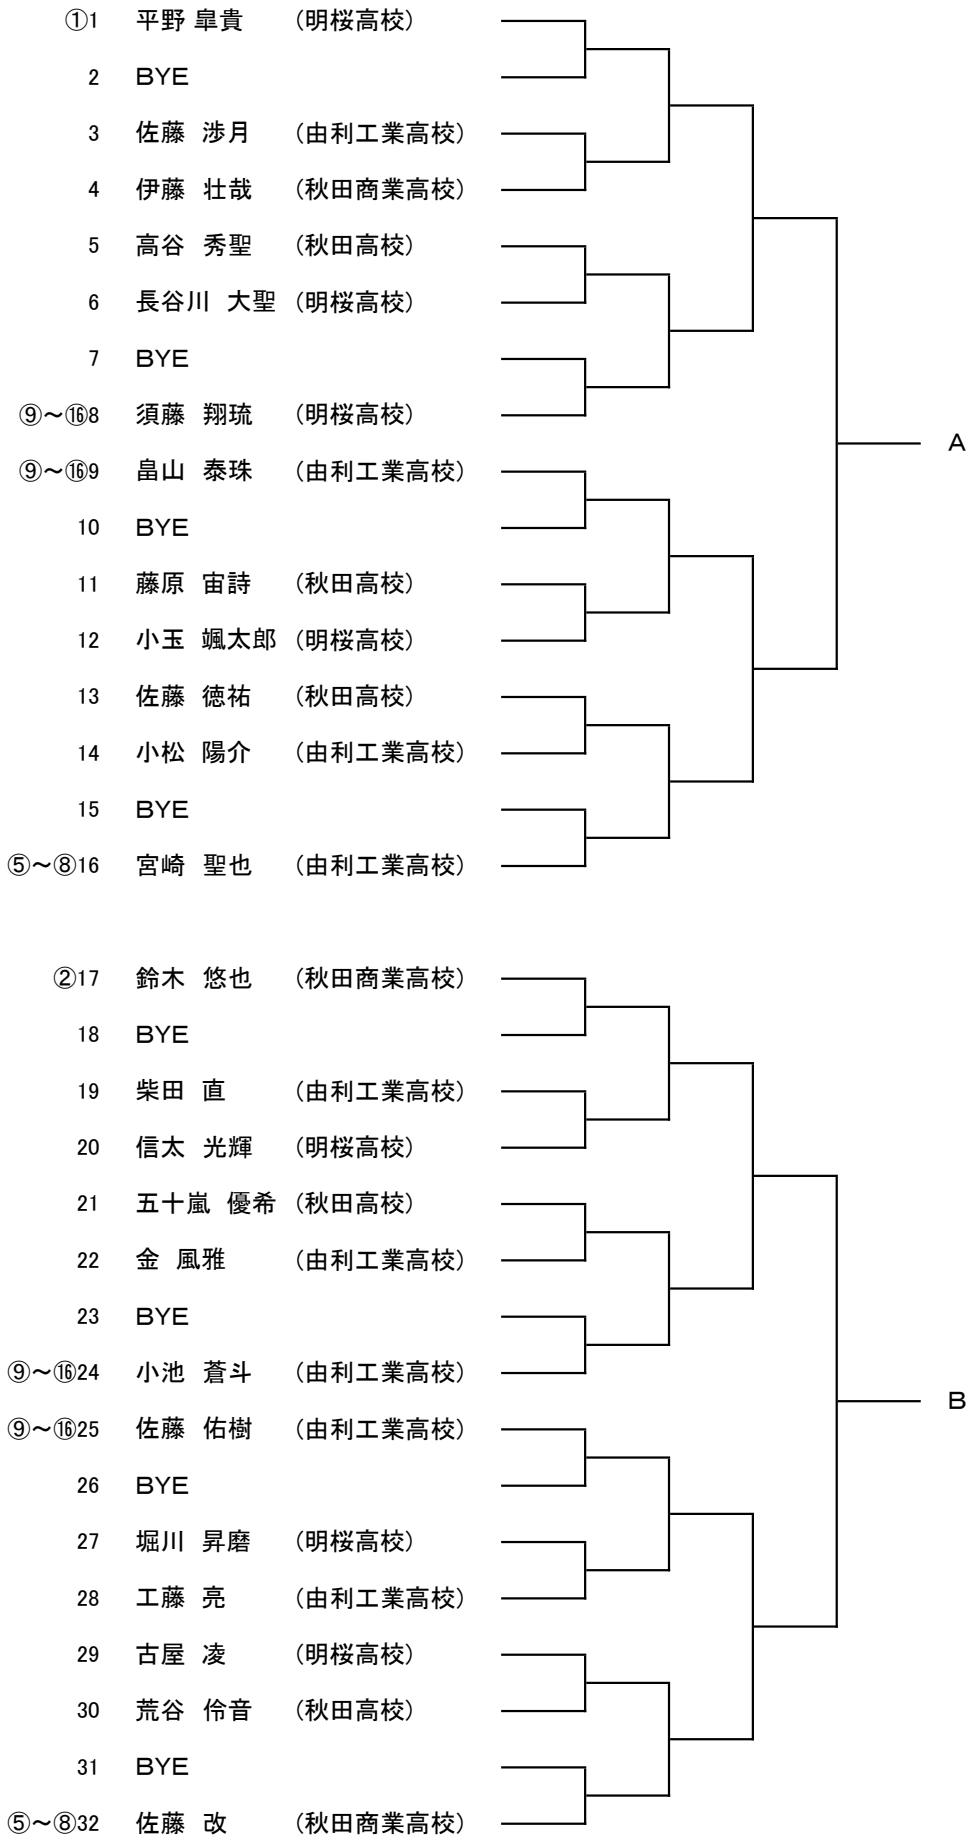 ①1 平野 皐貴 (明桜高校)
2 BYE
3 佐藤 渉月 (由利工業高校)
4 伊藤 壮哉 (秋田商業高校)
5 高谷 秀聖 (秋田高校)
6 長谷川 大聖 (明桜高校)
7 BYE
⑨～⑯8 須藤 翔琉 (明桜高校)
A
⑨～⑯9 畠山 泰珠 (由利工業高校)
10 BYE
11 藤原 宙詩 (秋田高校)
12 小玉 颯太郎 (明桜高校)
13 佐藤 徳祐 (秋田高校)
14 小松 陽介 (由利工業高校)
15 BYE
⑤～⑧16 宮崎 聖也 (由利工業高校)
②17 鈴木 悠也 (秋田商業高校)
18 BYE
19 柴田 直 (由利工業高校)
20 信太 光輝 (明桜高校)
21 五十嵐 優希 (秋田高校)
22 金 風雅 (由利工業高校)
23 BYE
⑨～⑯24 小池 蒼斗 (由利工業高校)
B
⑨～⑯25 佐藤 佑樹 (由利工業高校)
26 BYE
27 堀川 昇磨 (明桜高校)
28 工藤 亮 (由利工業高校)
29 古屋 凌 (明桜高校)
30 荒谷 伶音 (秋田高校)
31 BYE
⑤～⑧32 佐藤 改 (秋田商業高校)